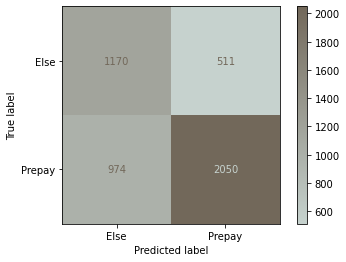 2000
1800
1600
1400
1200
1000
800
600
Else
Prepay
1170
511
974
2050
Else
Prepay
True label
Predicted label